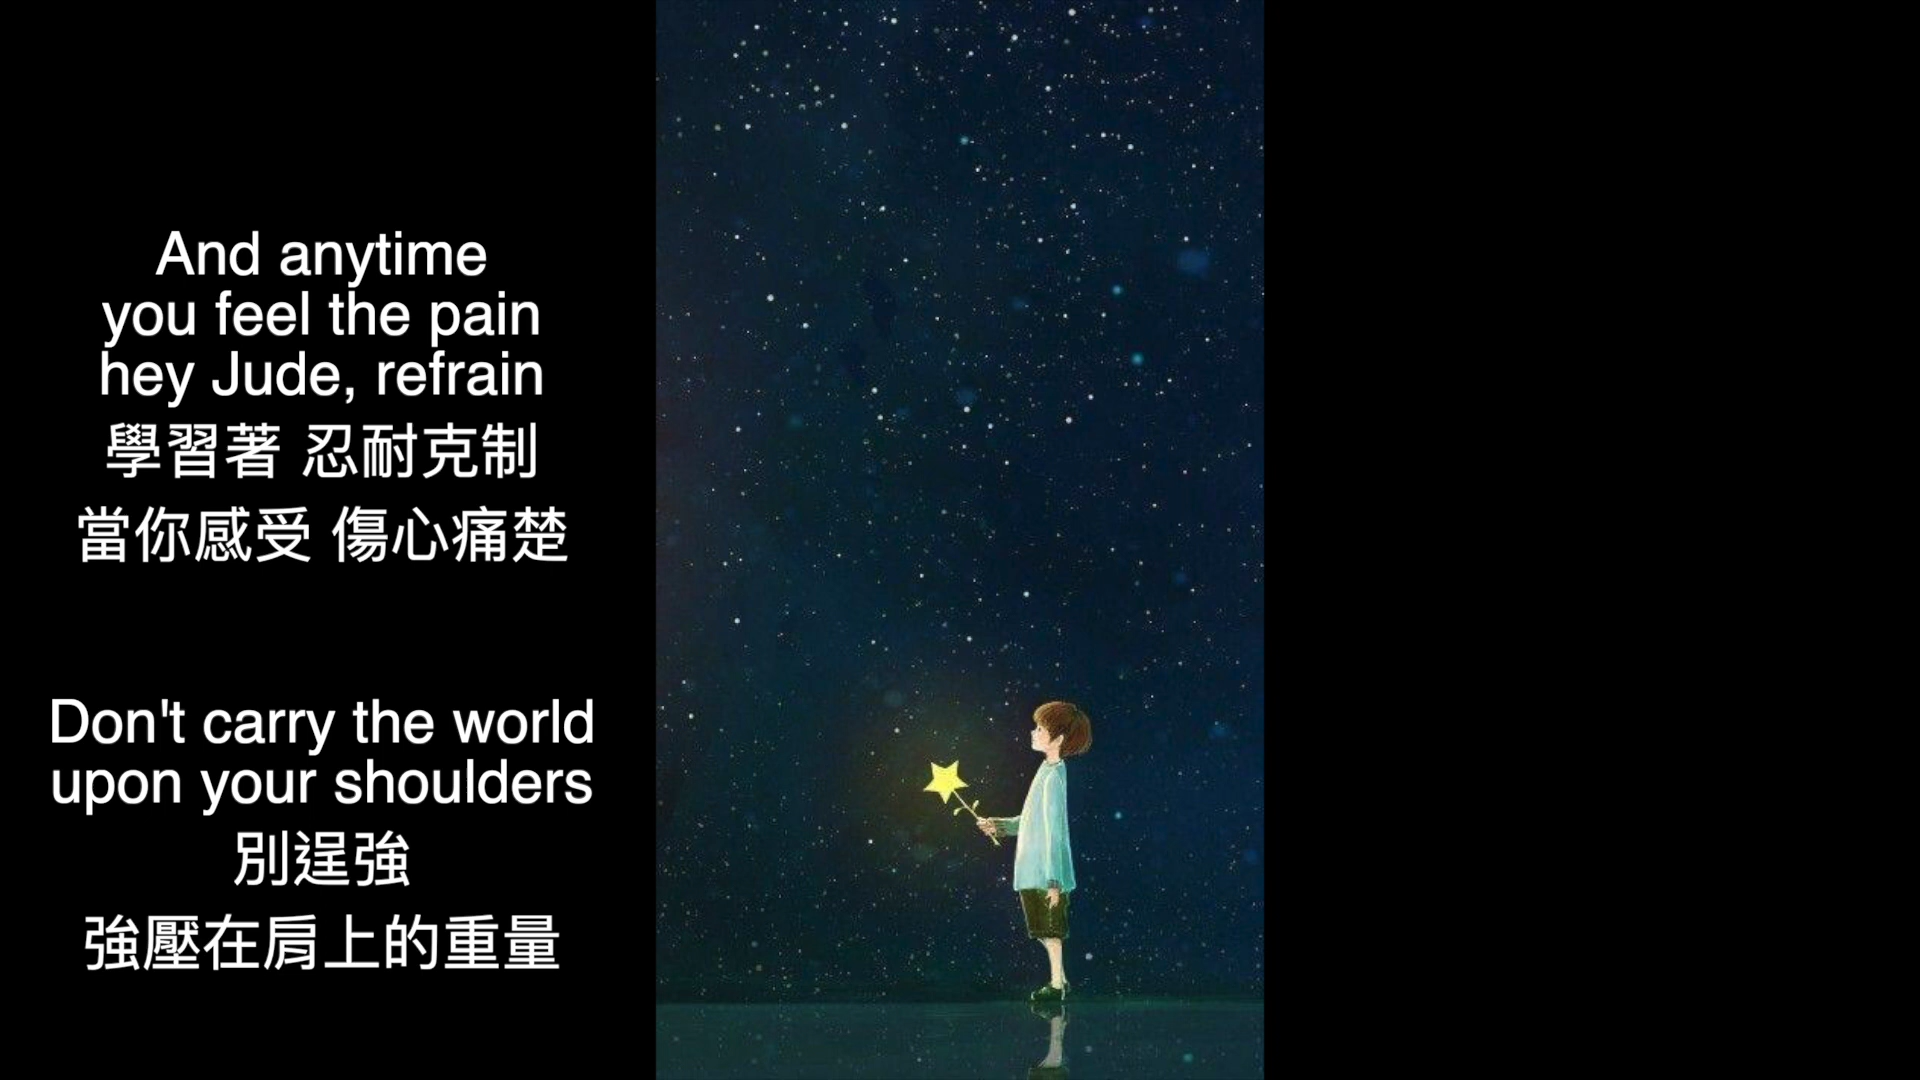 And anytime
you feel the pain
hey Jude, refrain
學習著 忍耐克制
當你感受 傷心痛楚
Don't carry the world
upon your shoulders
別逞強
強壓在肩上的重量